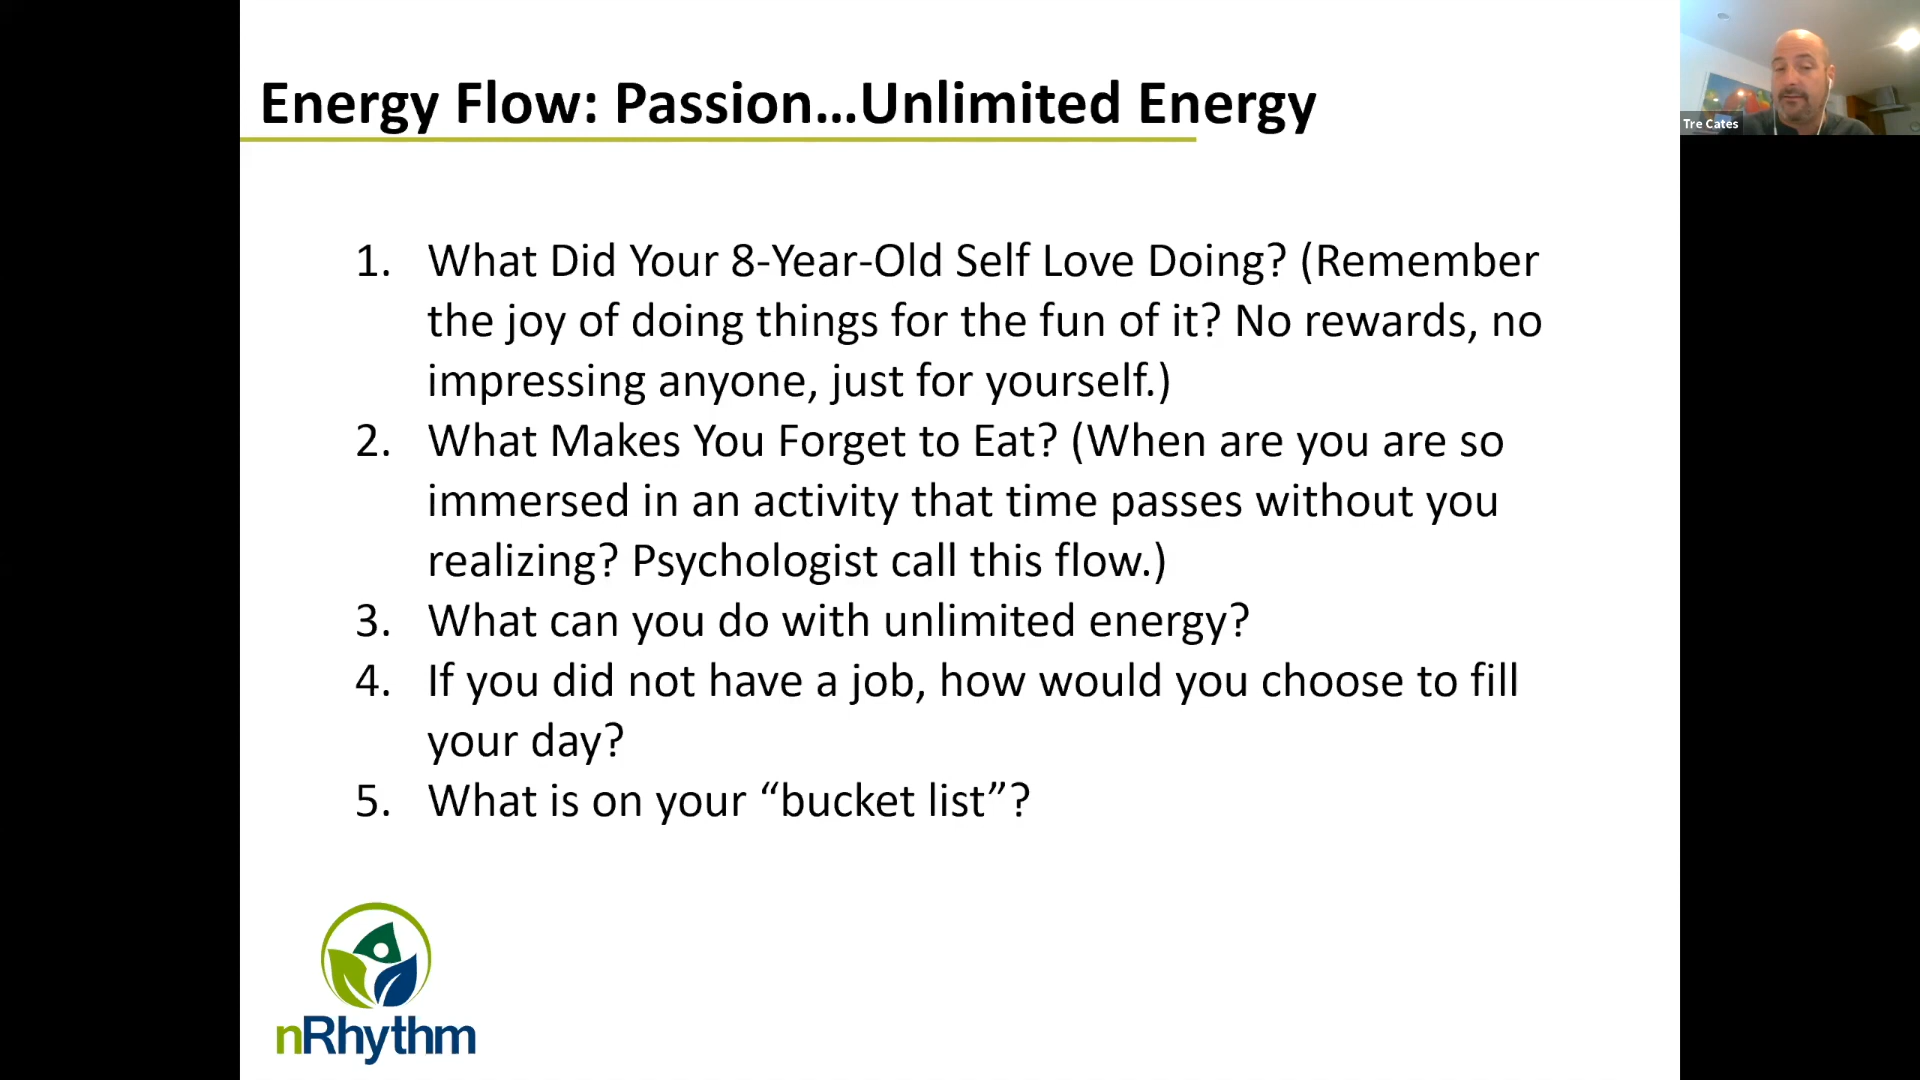 Energy Flow: Passion...Unlimited Energy
Tre Cates
1. What Did Your 8-Year-Old Self Love Doing? (Remember
the joy of doing things for the fun of it? No rewards, no
impressing anyone, just for yourself.)
2. What Makes You Forget to Eat? (When are you are so
immersed in an activity that time passes without you
realizing? Psychologist call this flow.)
3. What can you do with unlimited energy?
4. If you did not have a job, how would you choose to fill
your day?
5. What is on your “bucket list”?
nRhythm